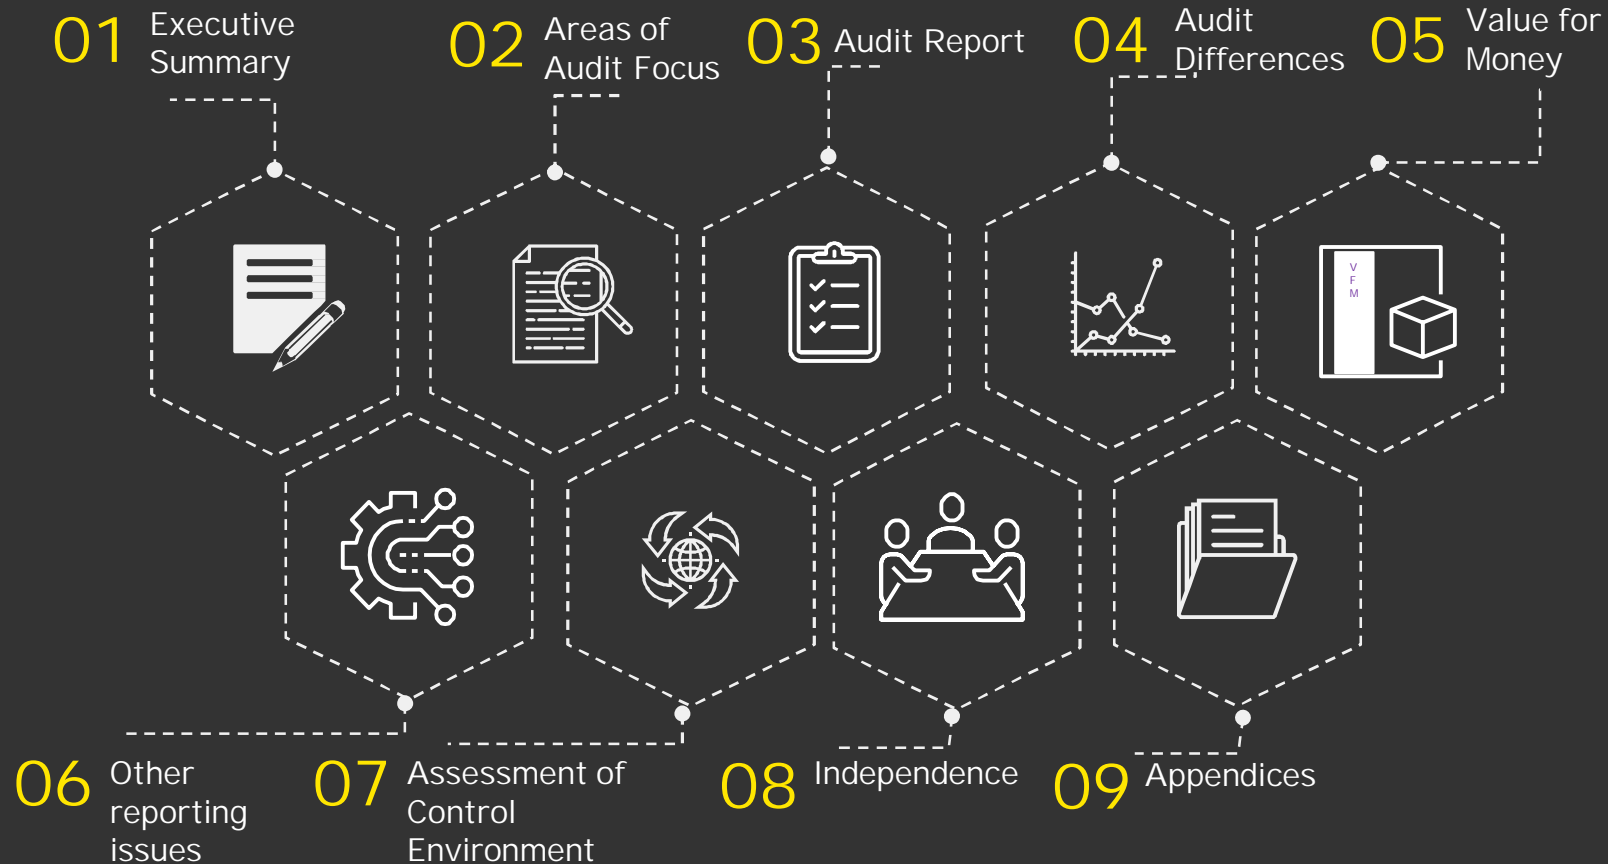 01 Executive
Summary
02 Areas of
Audit Focus
03 Audit Report
04 Audit
Differences
05 Value for
Money
V
F
M
06 Other
reporting
issues
07 Assessment of
Control
Environment
08 Independence
09 Appendices